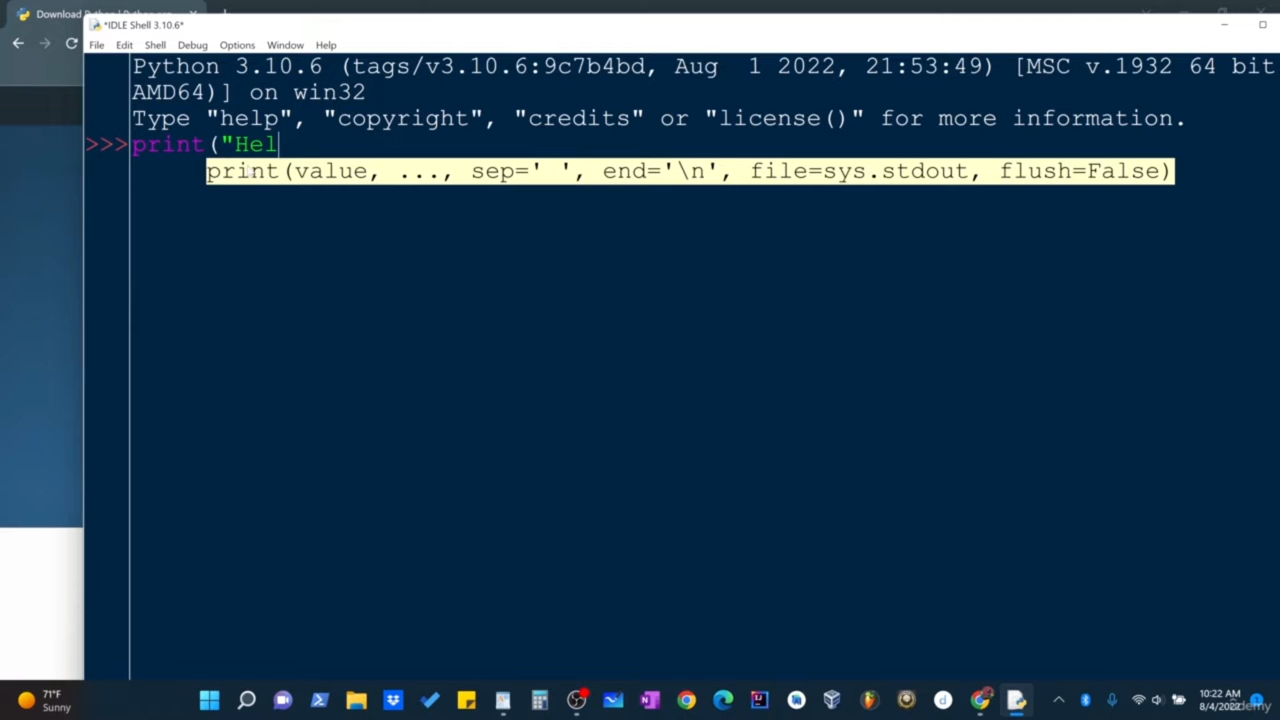 Download Python | Python.org
*IDLE Shell 3.10.6*
File Edit Shell Debug Options Window Help
Python 3.10.6 (tags/v3.10.6:9c7b4bd, Aug 1 2022, 21:53:49) [MSC v.1932 64 bit
AMD64)] on win32
Type "help", "copyright", "credits" or "license()" for more information.
>>>print("Hel
print(value, ..., sep=' ', end='\n', file=sys.stdout, flush=False)
71°F
Sunny
10:22 AM
8/4/2022